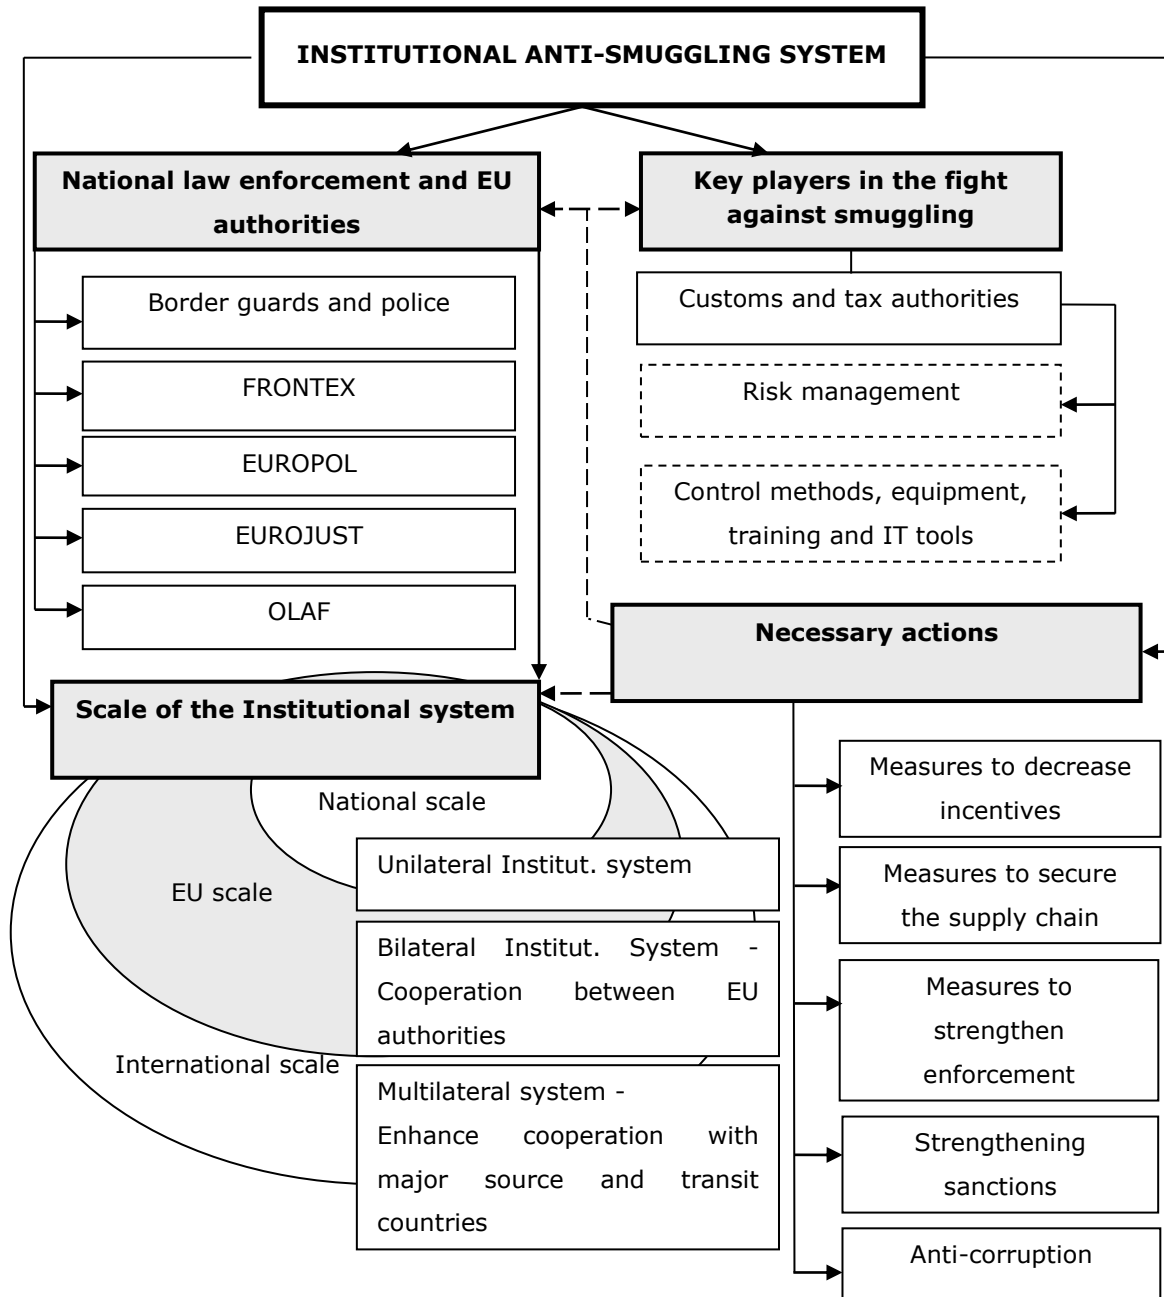 INSTITUTIONAL ANTI-SMUGGLING SYSTEM
National law enforcement and EU
authorities
Border guards and police
FRONTEX
EUROPOL
EUROJUST
OLAF
Key players in the fight
against smuggling
Customs and tax authorities
Risk management
Control methods, equipment,
training and IT tools
Necessary actions
Measures to decrease
incentives
Measures to secure
the supply chain
Measures to
strengthen
enforcement
Strengthening
sanctions
Anti-corruption
Scale of the Institutional system
National scale
EU scale
International scale
Unilateral Institut. system
Bilateral Institut. System -
Cooperation between EU
authorities
Multilateral system -
Enhance cooperation with
major source and transit
countries